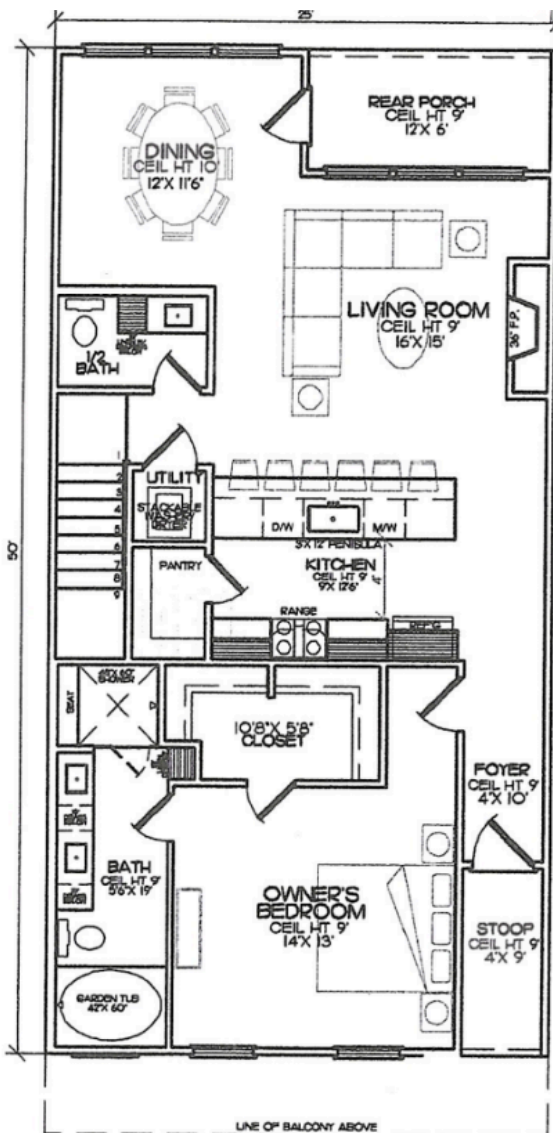 25'
REAR PORCH
CEIL HT 9'
12'X 6'
DINING
CEIL HT 10'
12'X 11'6"
LIVING ROOM
CEIL HT 9'
16'X 15'
36" F.P.
1/2
BATH
UTILITY
STACKABLE
1
2
3
4
5
6
7
8
9
50'
D/W
M/W
3'X 12' PENISULA
KITCHEN
CEIL HT 9'
9'X 12'6"
PANTRY
RANGE
REF'G
SHOWER
SEAT
10'8"X 5'8"
CLOSET
FOYER
CEIL HT 9'
4'X 10'
BATH
CEIL HT 9'
5'6'X 19'
OWNER'S
BEDROOM
CEIL HT 9'
14'X 13'
STOOP
CEIL HT 9'
4'X 9'
GARDEN TUB
42"X 60"
LINE OF BALCONY ABOVE